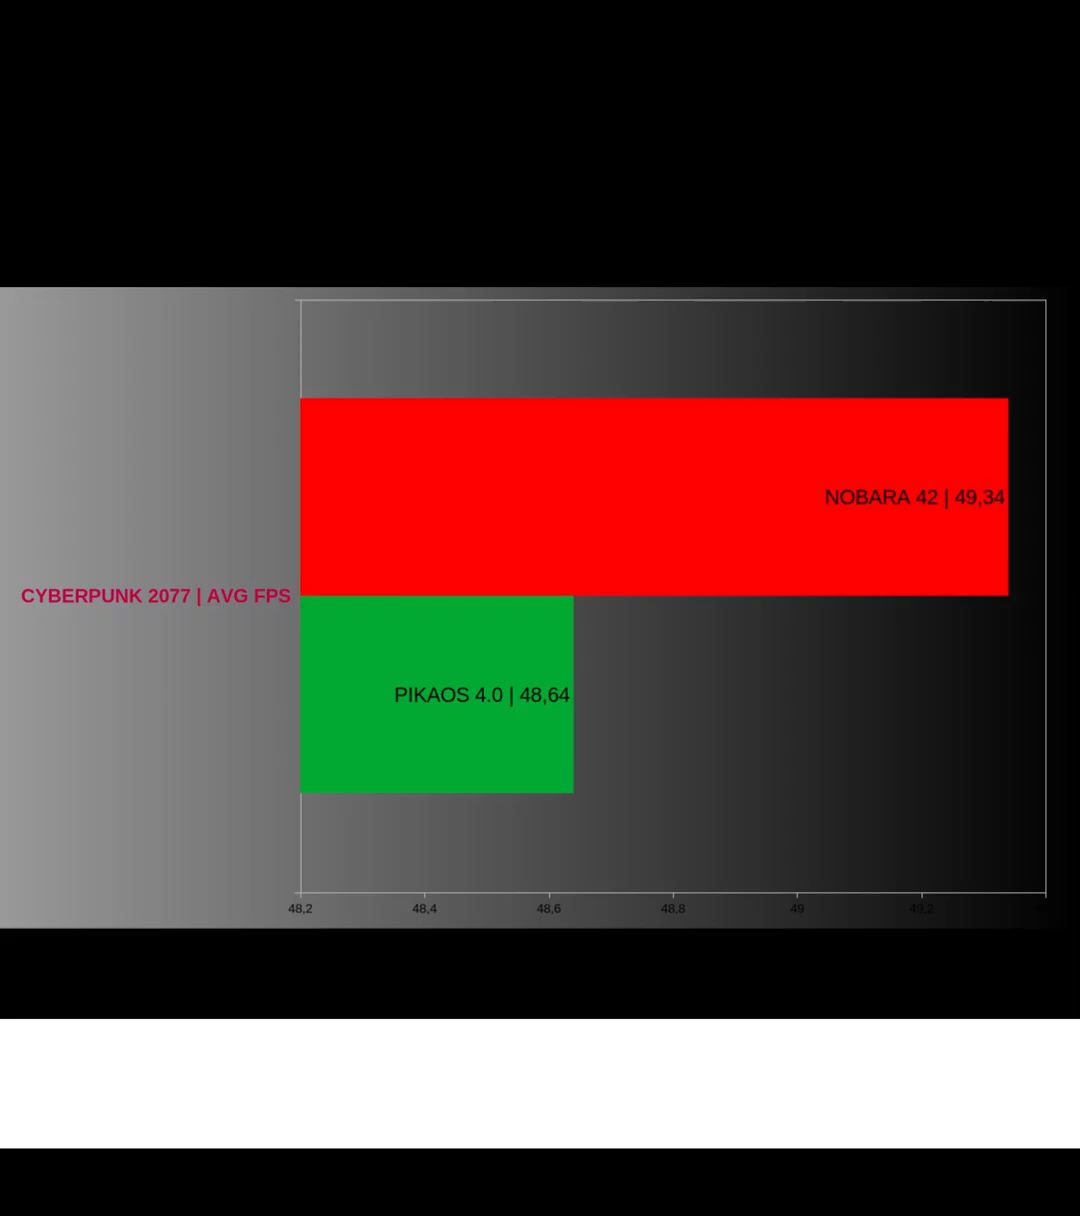 NOBARA 42 | 49,34
CYBERPUNK 2077 | AVG FPS
PIKAOS 4.0 | 48,64
48,2 48,4 48,6 48,8 49 49,2